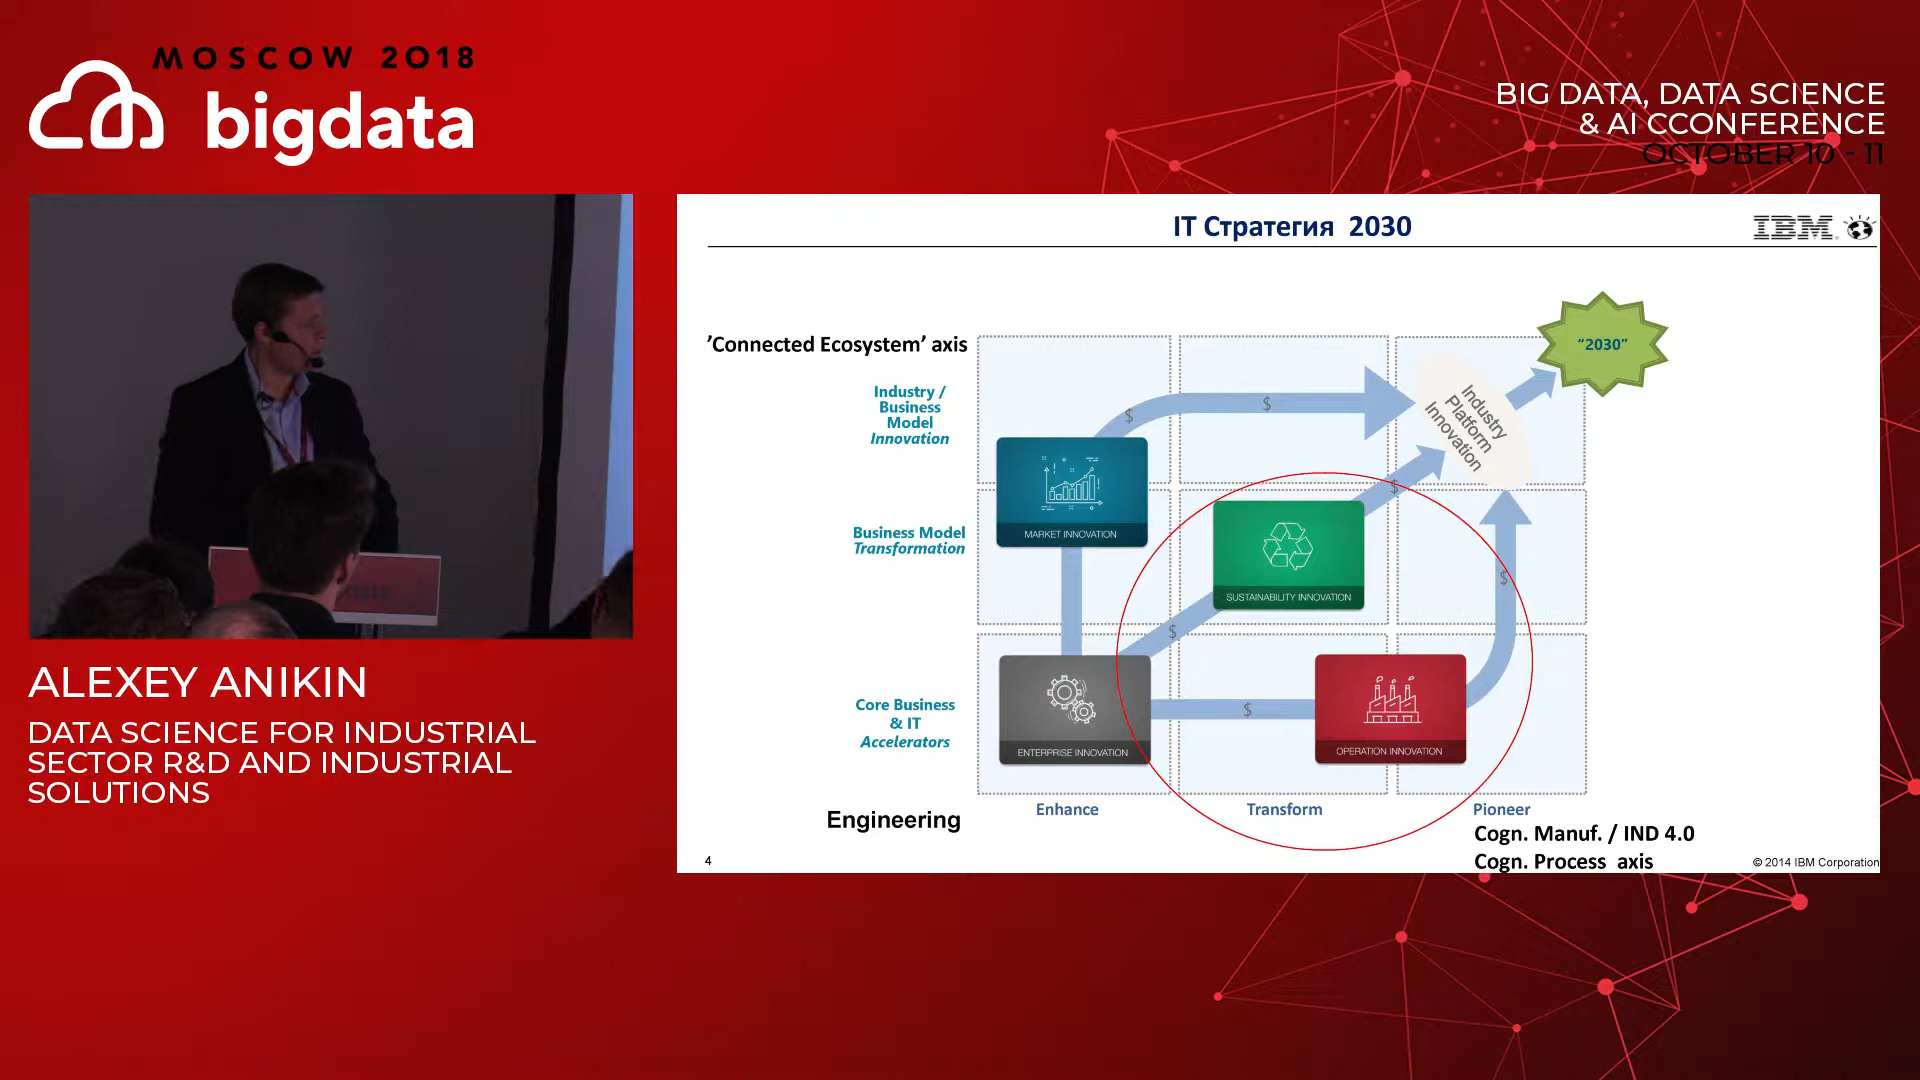 MOSCOW 2018
bigdata
BIG DATA, DATA SCIENCE
& AI CCONFERENCE
OCTOBER 10 - 11
ALEXEY ANIKIN
DATA SCIENCE FOR INDUSTRIAL
SECTOR R&D AND INDUSTRIAL
SOLUTIONS
IT Стратегия 2030
IBM
’Connected Ecosystem’ axis
“2030”
Industry /
Business
Model
Innovation
$
$
Industry
Platform
Innovation
$
MARKET INNOVATION
Business Model
Transformation
SUSTAINABILITY INNOVATION
$
$
Core Business
& IT
Accelerators
ENTERPRISE INNOVATION
$
OPERATION INNOVATION
Engineering
Enhance
Transform
Pioneer
Cogn. Manuf. / IND 4.0
Cogn. Process axis
4
© 2014 IBM Corporation